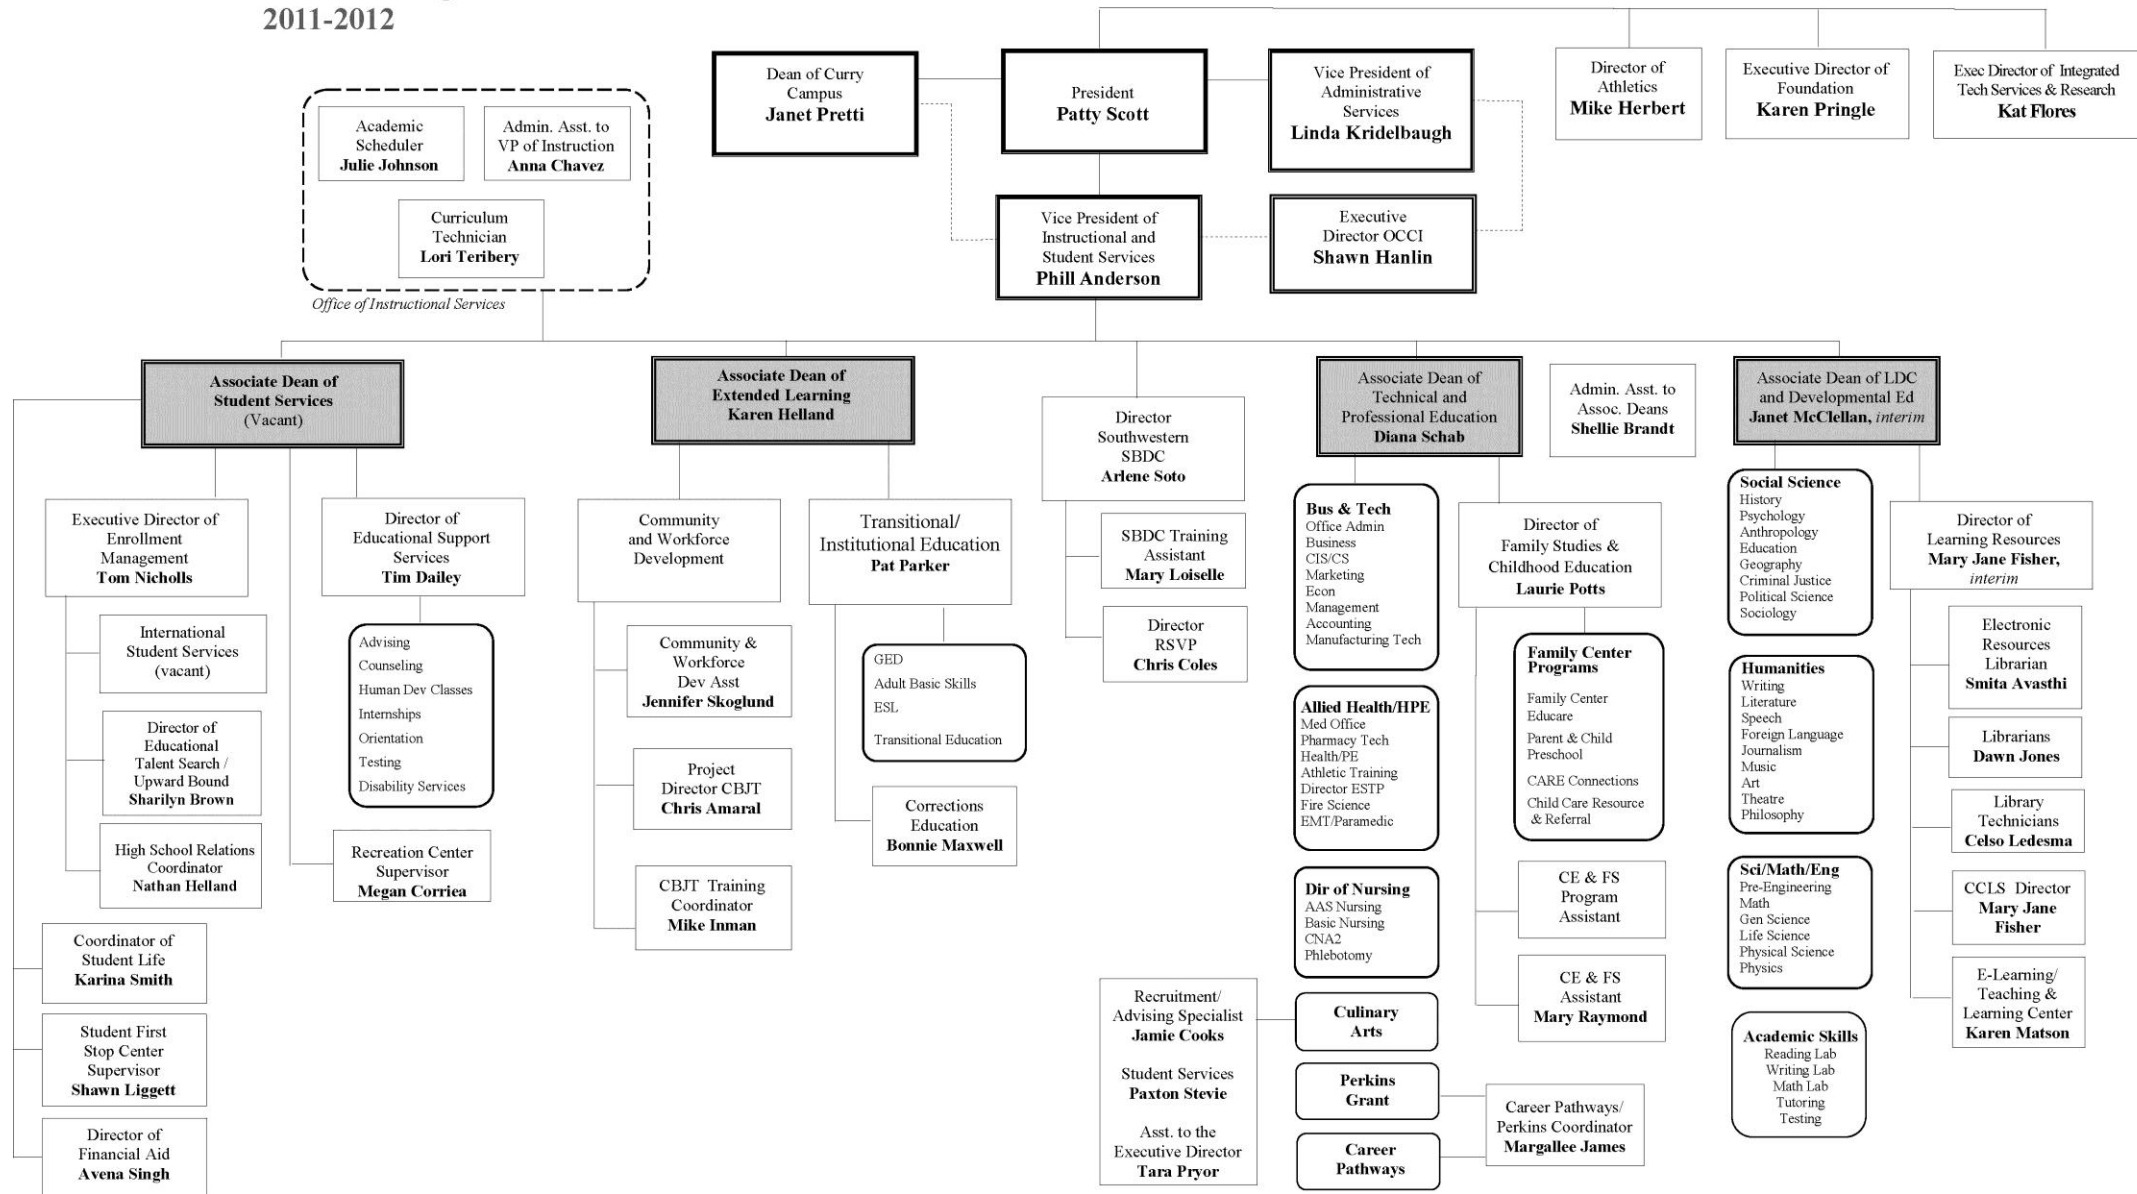 2011-2012
Dean of Curry
Campus
Janet Pretti
President
Patty Scott
Vice President of
Administrative
Services
Linda Kridelbaugh
Director of
Athletics
Mike Herbert
Executive Director of
Foundation
Karen Pringle
Exec Director of Integrated
Tech Services & Research
Kat Flores
Academic
Scheduler
Julie Johnson
Admin. Asst. to
VP of Instruction
Anna Chavez
Curriculum
Technician
Lori Teribery
Office of Instructional Services
Vice President of
Instructional and
Student Services
Phill Anderson
Executive
Director OCCI
Shawn Hanlin
Associate Dean of
Student Services
(Vacant)
Associate Dean of
Extended Learning
Karen Helland
Director
Southwestern
SBDC
Arlene Soto
Associate Dean of
Technical and
Professional Education
Diana Schab
Admin. Asst. to
Assoc. Deans
Shellie Brandt
Associate Dean of LDC
and Developmental Ed
Janet McClellan, interim
Executive Director of
Enrollment
Management
Tom Nicholls
International
Student Services
(vacant)
Director of
Educational
Talent Search /
Upward Bound
Sharilyn Brown
High School Relations
Coordinator
Nathan Helland
Coordinator of
Student Life
Karina Smith
Student First
Stop Center
Supervisor
Shawn Liggett
Director of
Financial Aid
Avena Singh
Director of
Educational Support
Services
Tim Dailey
Advising
Counseling
Human Dev Classes
Internships
Orientation
Testing
Disability Services
Recreation Center
Supervisor
Megan Corriea
Community
and Workforce
Development
Community &
Workforce
Dev Asst
Jennifer Skoglund
Project
Director CBJT
Chris Amaral
CBJT Training
Coordinator
Mike Inman
Transitional/
Institutional Education
Pat Parker
GED
Adult Basic Skills
ESL
Transitional Education
Corrections
Education
Bonnie Maxwell
SBDC Training
Assistant
Mary Loiselle
Director
RSVP
Chris Coles
Bus & Tech
Office Admin
Business
CIS/CS
Marketing
Econ
Management
Accounting
Manufacturing Tech
Allied Health/HPE
Med Office
Pharmacy Tech
Health/PE
Athletic Training
Director ESTP
Fire Science
EMT/Paramedic
Dir of Nursing
AAS Nursing
Basic Nursing
CNA2
Phlebotomy
Culinary
Arts
Perkins
Grant
Career
Pathways
Recruitment/
Advising Specialist
Jamie Cooks
Student Services
Paxton Stevie
Asst. to the
Executive Director
Tara Pryor
Director of
Family Studies &
Childhood Education
Laurie Potts
Family Center
Programs
Family Center
Educare
Parent & Child
Preschool
CARE Connections
Child Care Resource
& Referral
CE & FS
Program
Assistant
CE & FS
Assistant
Mary Raymond
Career Pathways/
Perkins Coordinator
Margallee James
Social Science
History
Psychology
Anthropology
Education
Geography
Criminal Justice
Political Science
Sociology
Humanities
Writing
Literature
Speech
Foreign Language
Journalism
Music
Art
Theatre
Philosophy
Sci/Math/Eng
Pre-Engineering
Math
Gen Science
Life Science
Physical Science
Physics
Academic Skills
Reading Lab
Writing Lab
Math Lab
Tutoring
Testing
Director of
Learning Resources
Mary Jane Fisher,
interim
Electronic
Resources
Librarian
Smita Avasthi
Librarians
Dawn Jones
Library
Technicians
Celso Ledesma
CCLS Director
Mary Jane
Fisher
E-Learning/
Teaching &
Learning Center
Karen Matson